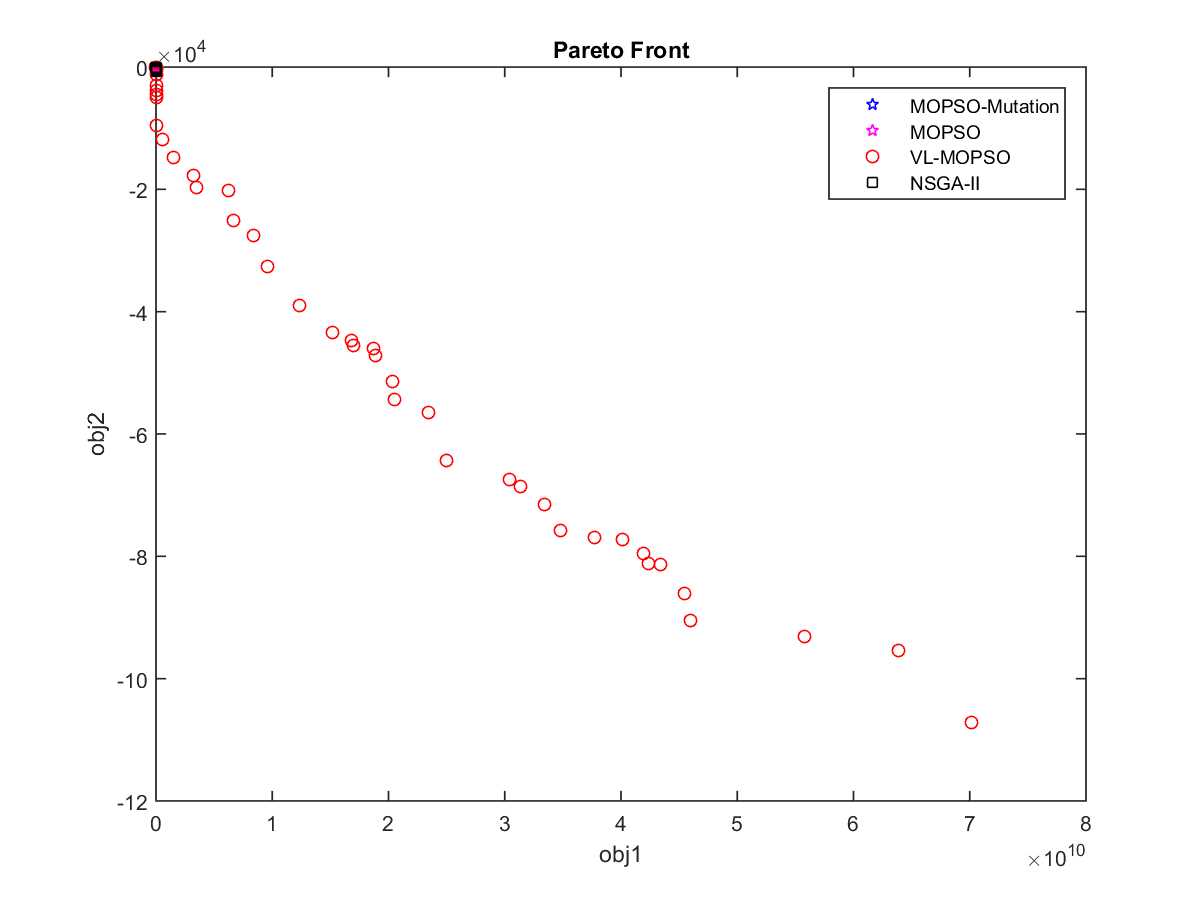 Pareto Front
×10^4
0
-2
-4
-6
-8
-10
-12
obj2
MOPSO-Mutation
MOPSO
VL-MOPSO
NSGA-II
0 1 2 3 4 5 6 7 8
obj1
×10^10